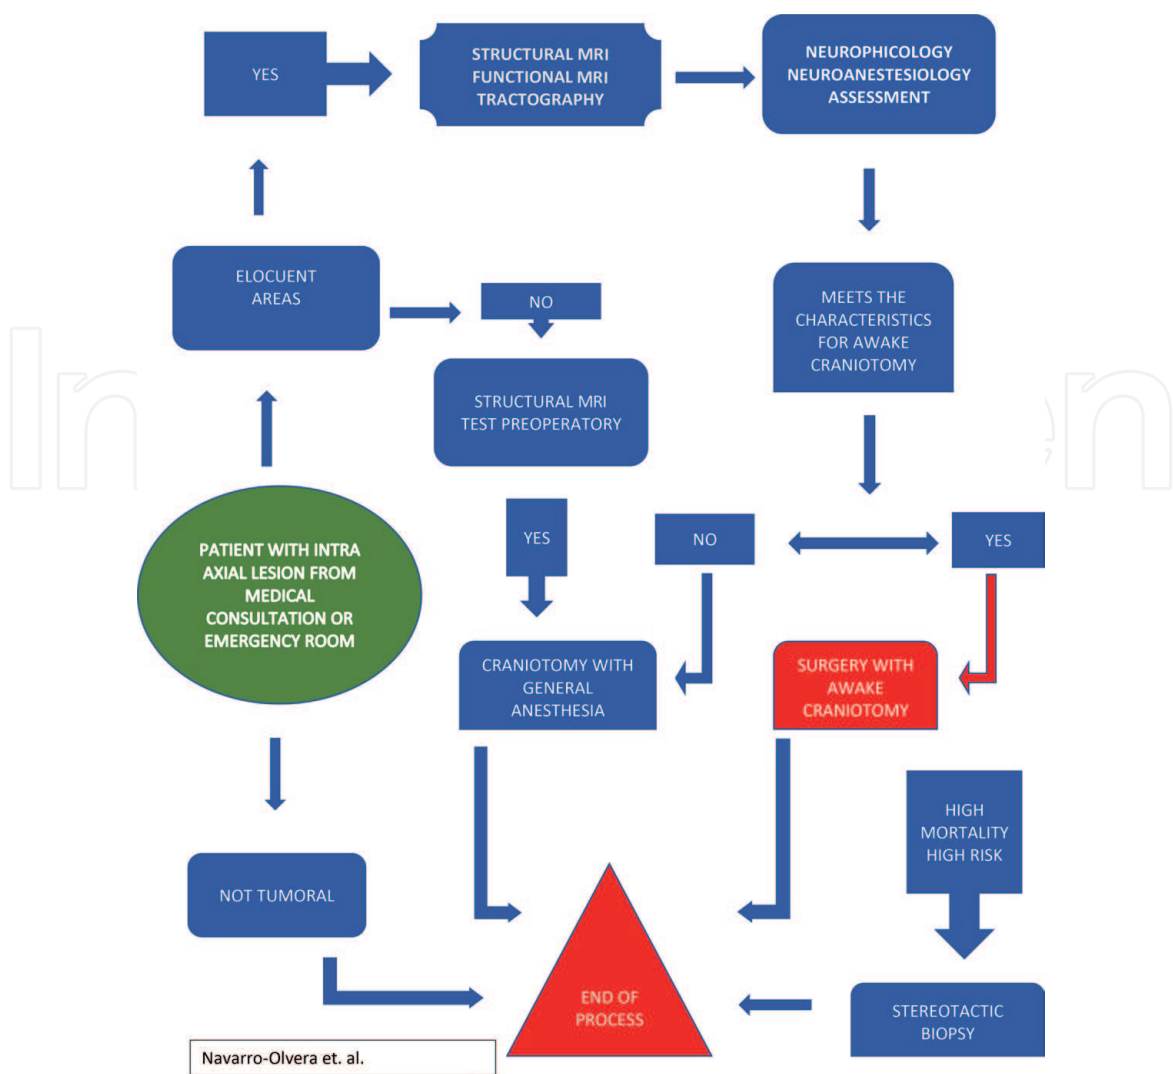 YES
STRUCTURAL MRI
FUNCTIONAL MRI
TRACTOGRAPHY
NEUROPHICOLOGY
NEUROANESTESIOLOGY
ASSESSMENT
ELOCUENT
AREAS
NO
MEETS THE
CHARACTERISTICS
FOR AWAKE
CRANIOTOMY
STRUCTURAL MRI
TEST PREOPERATORY
PATIENT WITH INTRA
AXIAL LESION FROM
MEDICAL
CONSULTATION OR
EMERGENCY ROOM
YES
NO
YES
CRANIOTOMY WITH
GENERAL
ANESTHESIA
SURGERY WITH
AWAKE
CRANIOTOMY
HIGH
MORTALITY
HIGH RISK
NOT TUMORAL
END OF
PROCESS
STEREOTACTIC
BIOPSY
Navarro-Olvera et. al.